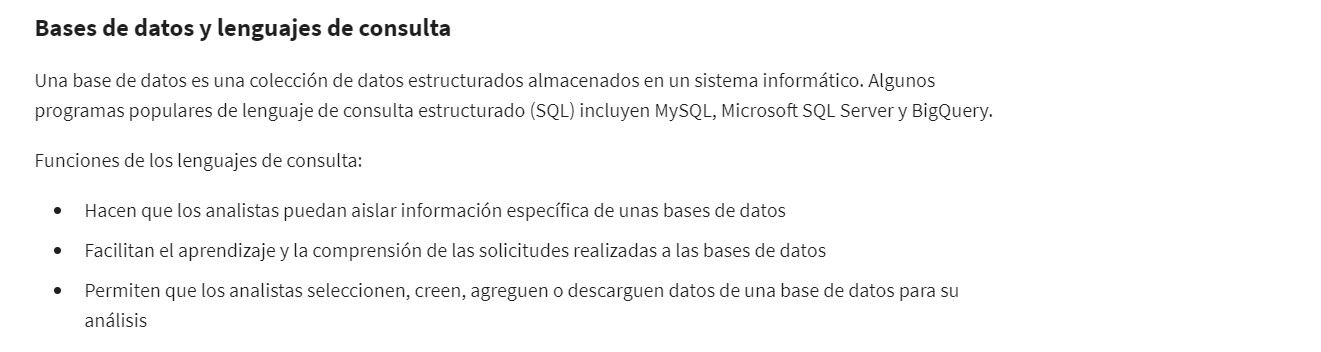 Bases de datos y lenguajes de consulta
Una base de datos es una colección de datos estructurados almacenados en un sistema informático. Algunos
programas populares de lenguaje de consulta estructurado (SQL) incluyen MySQL, Microsoft SQL Server y BigQuery.
Funciones de los lenguajes de consulta:
• Hacen que los analistas puedan aislar información específica de unas bases de datos
• Facilitan el aprendizaje y la comprensión de las solicitudes realizadas a las bases de datos
• Permiten que los analistas seleccionen, creen, agreguen o descarguen datos de una base de datos para su
análisis